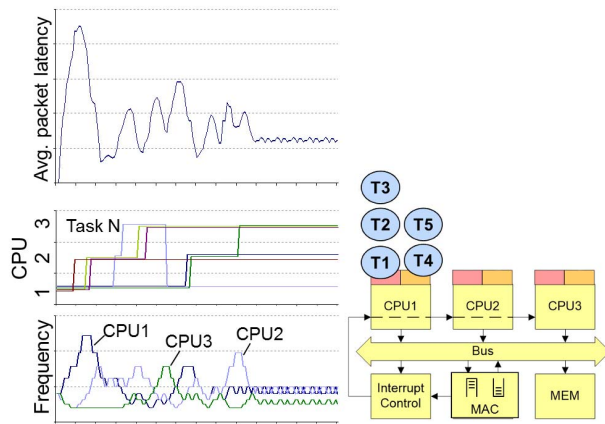 Avg. packet latency
CPU
3
2
1
Task N
Frequency
CPU1
CPU3
CPU2
T3
T2
T5
T1
T4
CPU1
CPU2
CPU3
Bus
Interrupt
Control
MAC
MEM